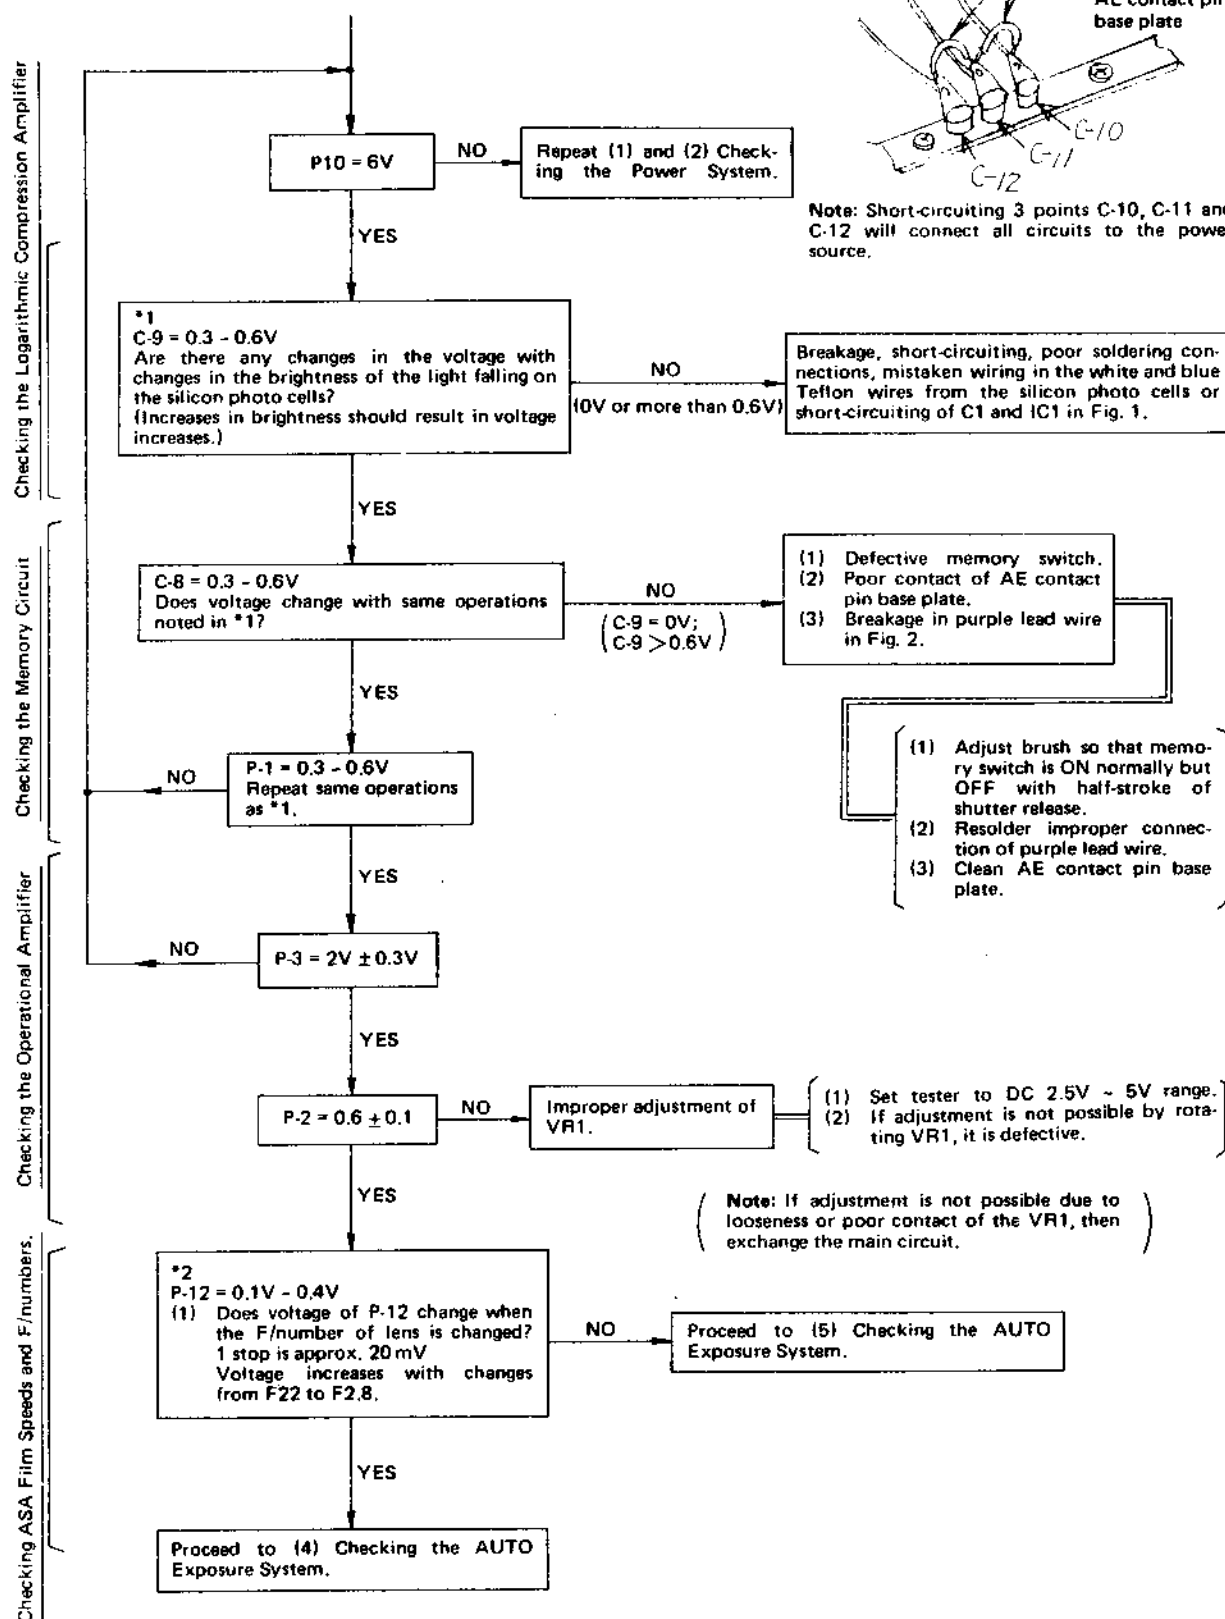 AE contact pin
base plate
C-10
C-11
C-12
Note: Short-circuiting 3 points C-10, C-11 and
C-12 will connect all circuits to the power
source.
Checking the Logarithmic Compression Amplifier
P10 = 6V
NO
Repeat (1) and (2) Check-
ing the Power System.
YES
*1
C-9 = 0.3 - 0.6V
Are there any changes in the voltage with
changes in the brightness of the light falling on
the silicon photo cells?
(Increases in brightness should result in voltage
increases.)
NO
(0V or more than 0.6V)
Breakage, short-circuiting, poor soldering con-
nections, mistaken wiring in the white and blue
Teflon wires from the silicon photo cells or
short-circuiting of C1 and IC1 in Fig. 1.
YES
Checking the Memory Circuit
C-8 = 0.3 - 0.6V
Does voltage change with same operations
noted in *1?
NO
(C-9 = 0V;
C-9 > 0.6V)
(1) Defective memory switch.
(2) Poor contact of AE contact
pin base plate.
(3) Breakage in purple lead wire
in Fig. 2.
YES
(1) Adjust brush so that memo-
ry switch is ON normally but
OFF with half-stroke of
shutter release.
(2) Resolder improper connec-
tion of purple lead wire.
(3) Clean AE contact pin base
plate.
P-1 = 0.3 - 0.6V
Repeat same operations
as *1.
NO
YES
Checking the Operational Amplifier
P-3 = 2V ± 0.3V
NO
YES
P-2 = 0.6 ± 0.1
NO
Improper adjustment of
VR1.
(1) Set tester to DC 2.5V ~ 5V range.
(2) If adjustment is not possible by rota-
ting VR1, it is defective.
YES
(Note: If adjustment is not possible due to
looseness or poor contact of the VR1, then
exchange the main circuit.)
Checking ASA Film Speeds and F/numbers.
*2
P-12 = 0.1V - 0.4V
(1) Does voltage of P-12 change when
the F/number of lens is changed?
1 stop is approx. 20 mV
Voltage increases with changes
from F22 to F2.8.
NO
Proceed to (5) Checking the AUTO
Exposure System.
YES
Proceed to (4) Checking the AUTO
Exposure System.